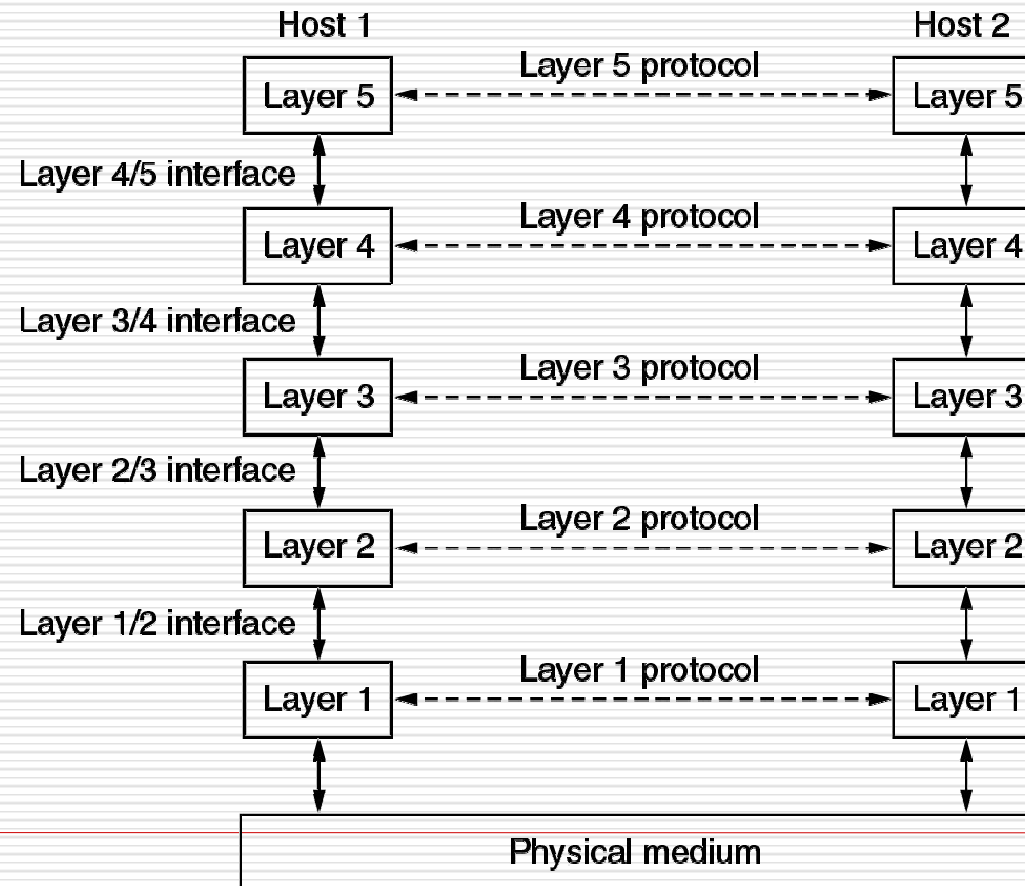 Host 1 Host 2
Layer 5 protocol
Layer 5 Layer 5
Layer 4/5 interface
Layer 4 protocol
Layer 4 Layer 4
Layer 3/4 interface
Layer 3 protocol
Layer 3 Layer 3
Layer 2/3 interface
Layer 2 protocol
Layer 2 Layer 2
Layer 1/2 interface
Layer 1 protocol
Layer 1 Layer 1
Physical medium